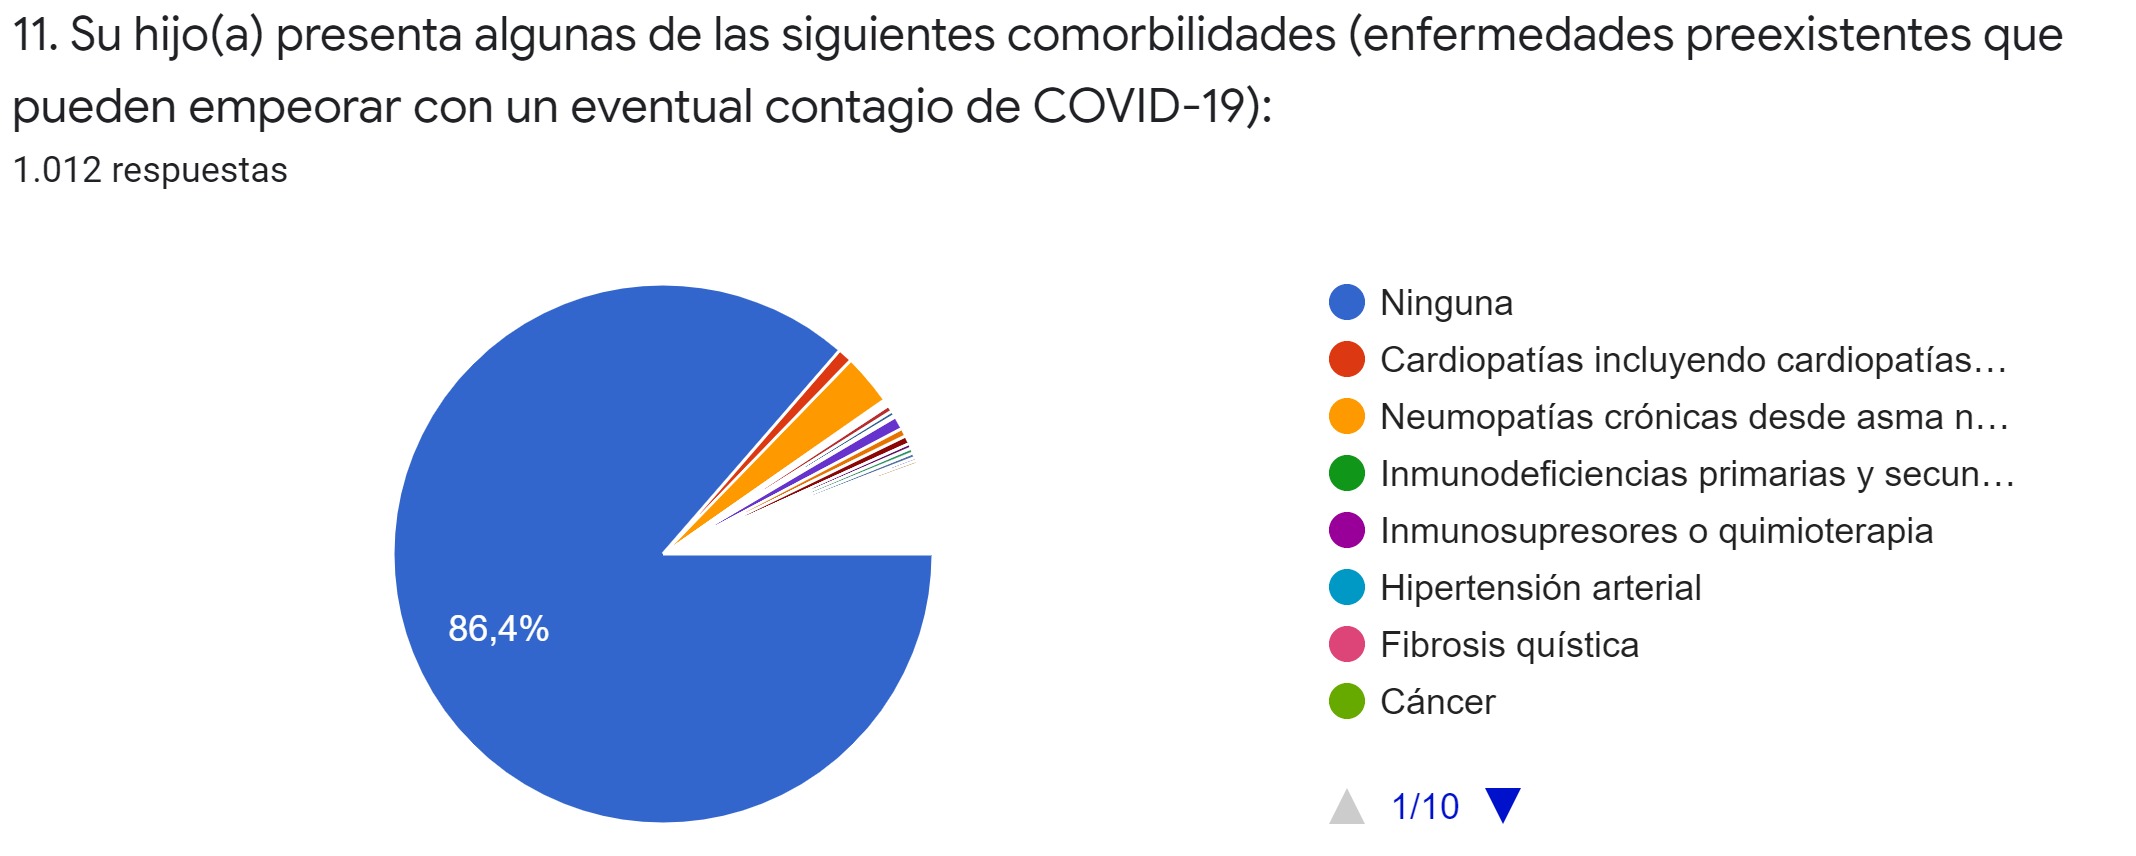 11. Su hijo(a) presenta algunas de las siguientes comorbilidades (enfermedades preexistentes que
pueden empeorar con un eventual contagio de COVID-19):
1.012 respuestas
86,4%
Ninguna
Cardiopatías incluyendo cardiopatías...
Neumopatías crónicas desde asma n...
Inmunodeficiencias primarias y secun...
Inmunosupresores o quimioterapia
Hipertensión arterial
Fibrosis quística
Cáncer
1/10